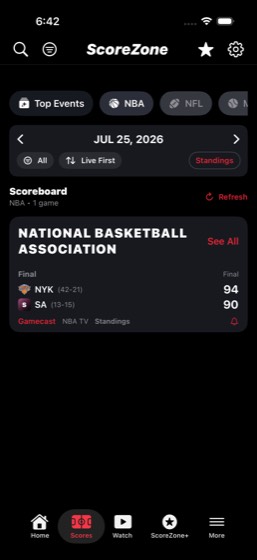 6:42
ScoreZone
Top Events NBA NFL M
JUL 25, 2026
All Live First Standings
Scoreboard
NBA - 1 game Refresh
NATIONAL BASKETBALL
ASSOCIATION
See All
Final Final
NYK (42-21) 94
SA (13-15) 90
Gamecast NBA TV Standings
Home Scores Watch ScoreZone+ More